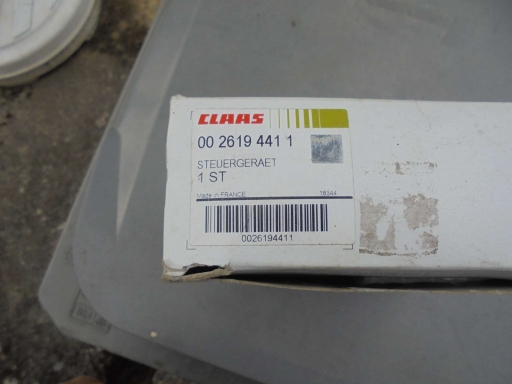 CLAAS
00 2619 441 1
STEUERGERAET
1 ST
Made in FRANCE
18344
0026194411